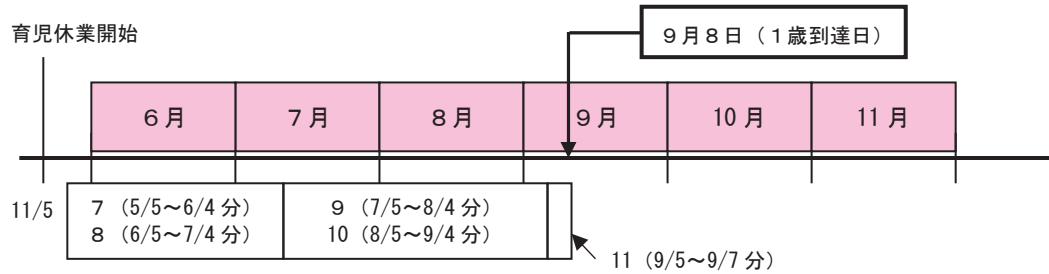 育児休業開始
９月８日（１歳到達日）
６月
７月
８月
９月
10月
11月
11/5
７（5/5～6/4 分）
８（6/5～7/4 分）
９（7/5～8/4 分）
10（8/5～9/4 分）
11（9/5～9/7 分）